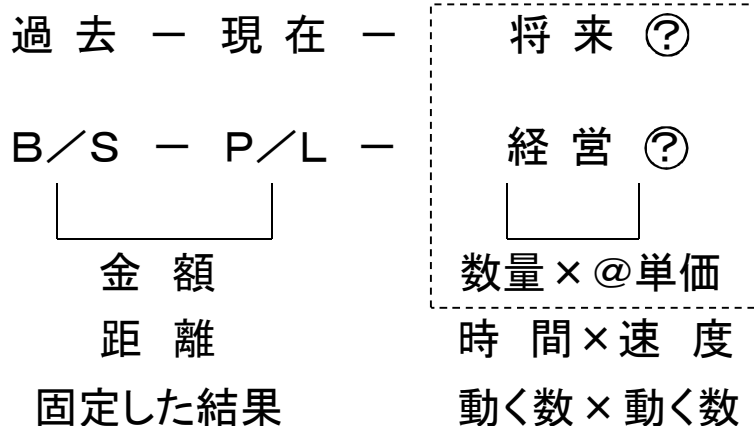 過去－現在－将来?
B／S－P／L－経営?
金額 数量×@単価
距離 時間×速度
固定した結果 動く数×動く数